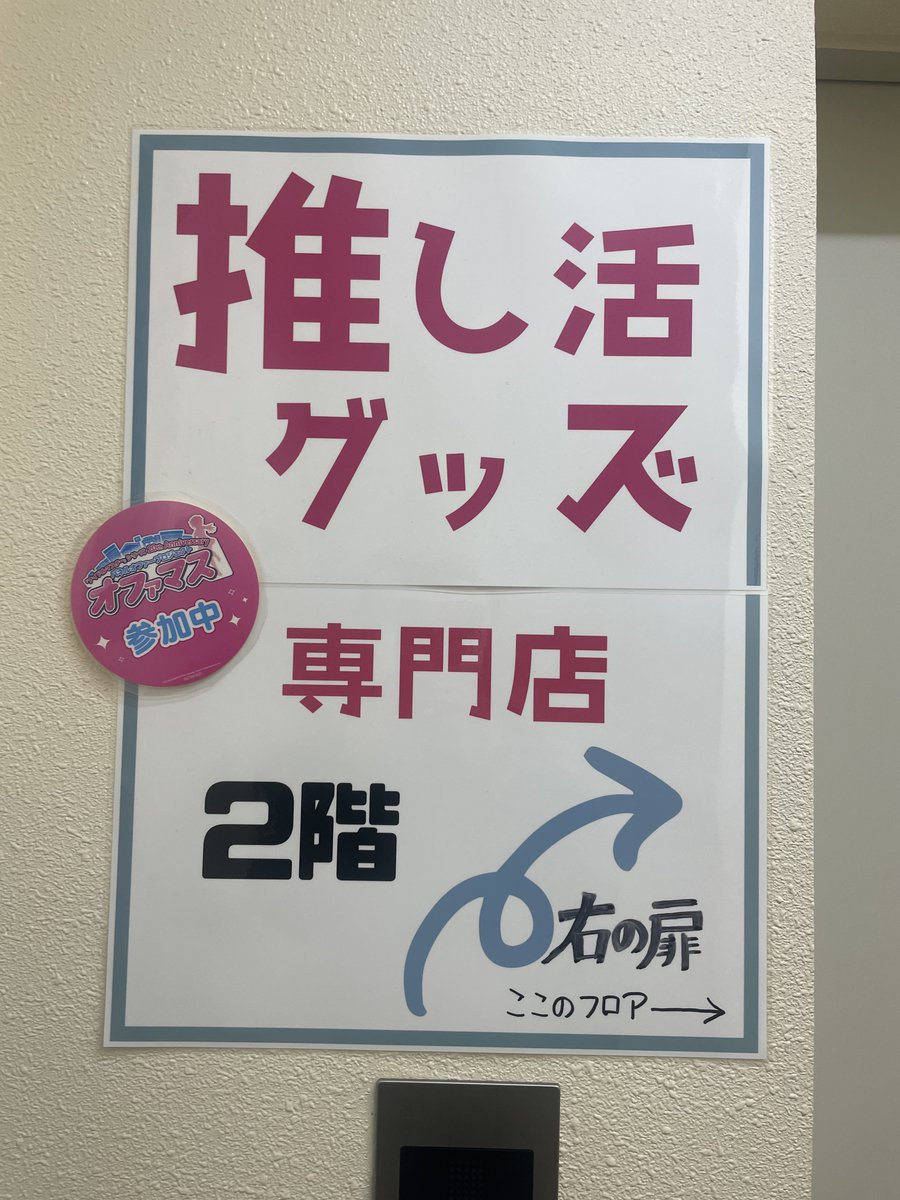 推し活
グッズ
オファマス
参加中
専門店
2階
右の扉
ここのフロア